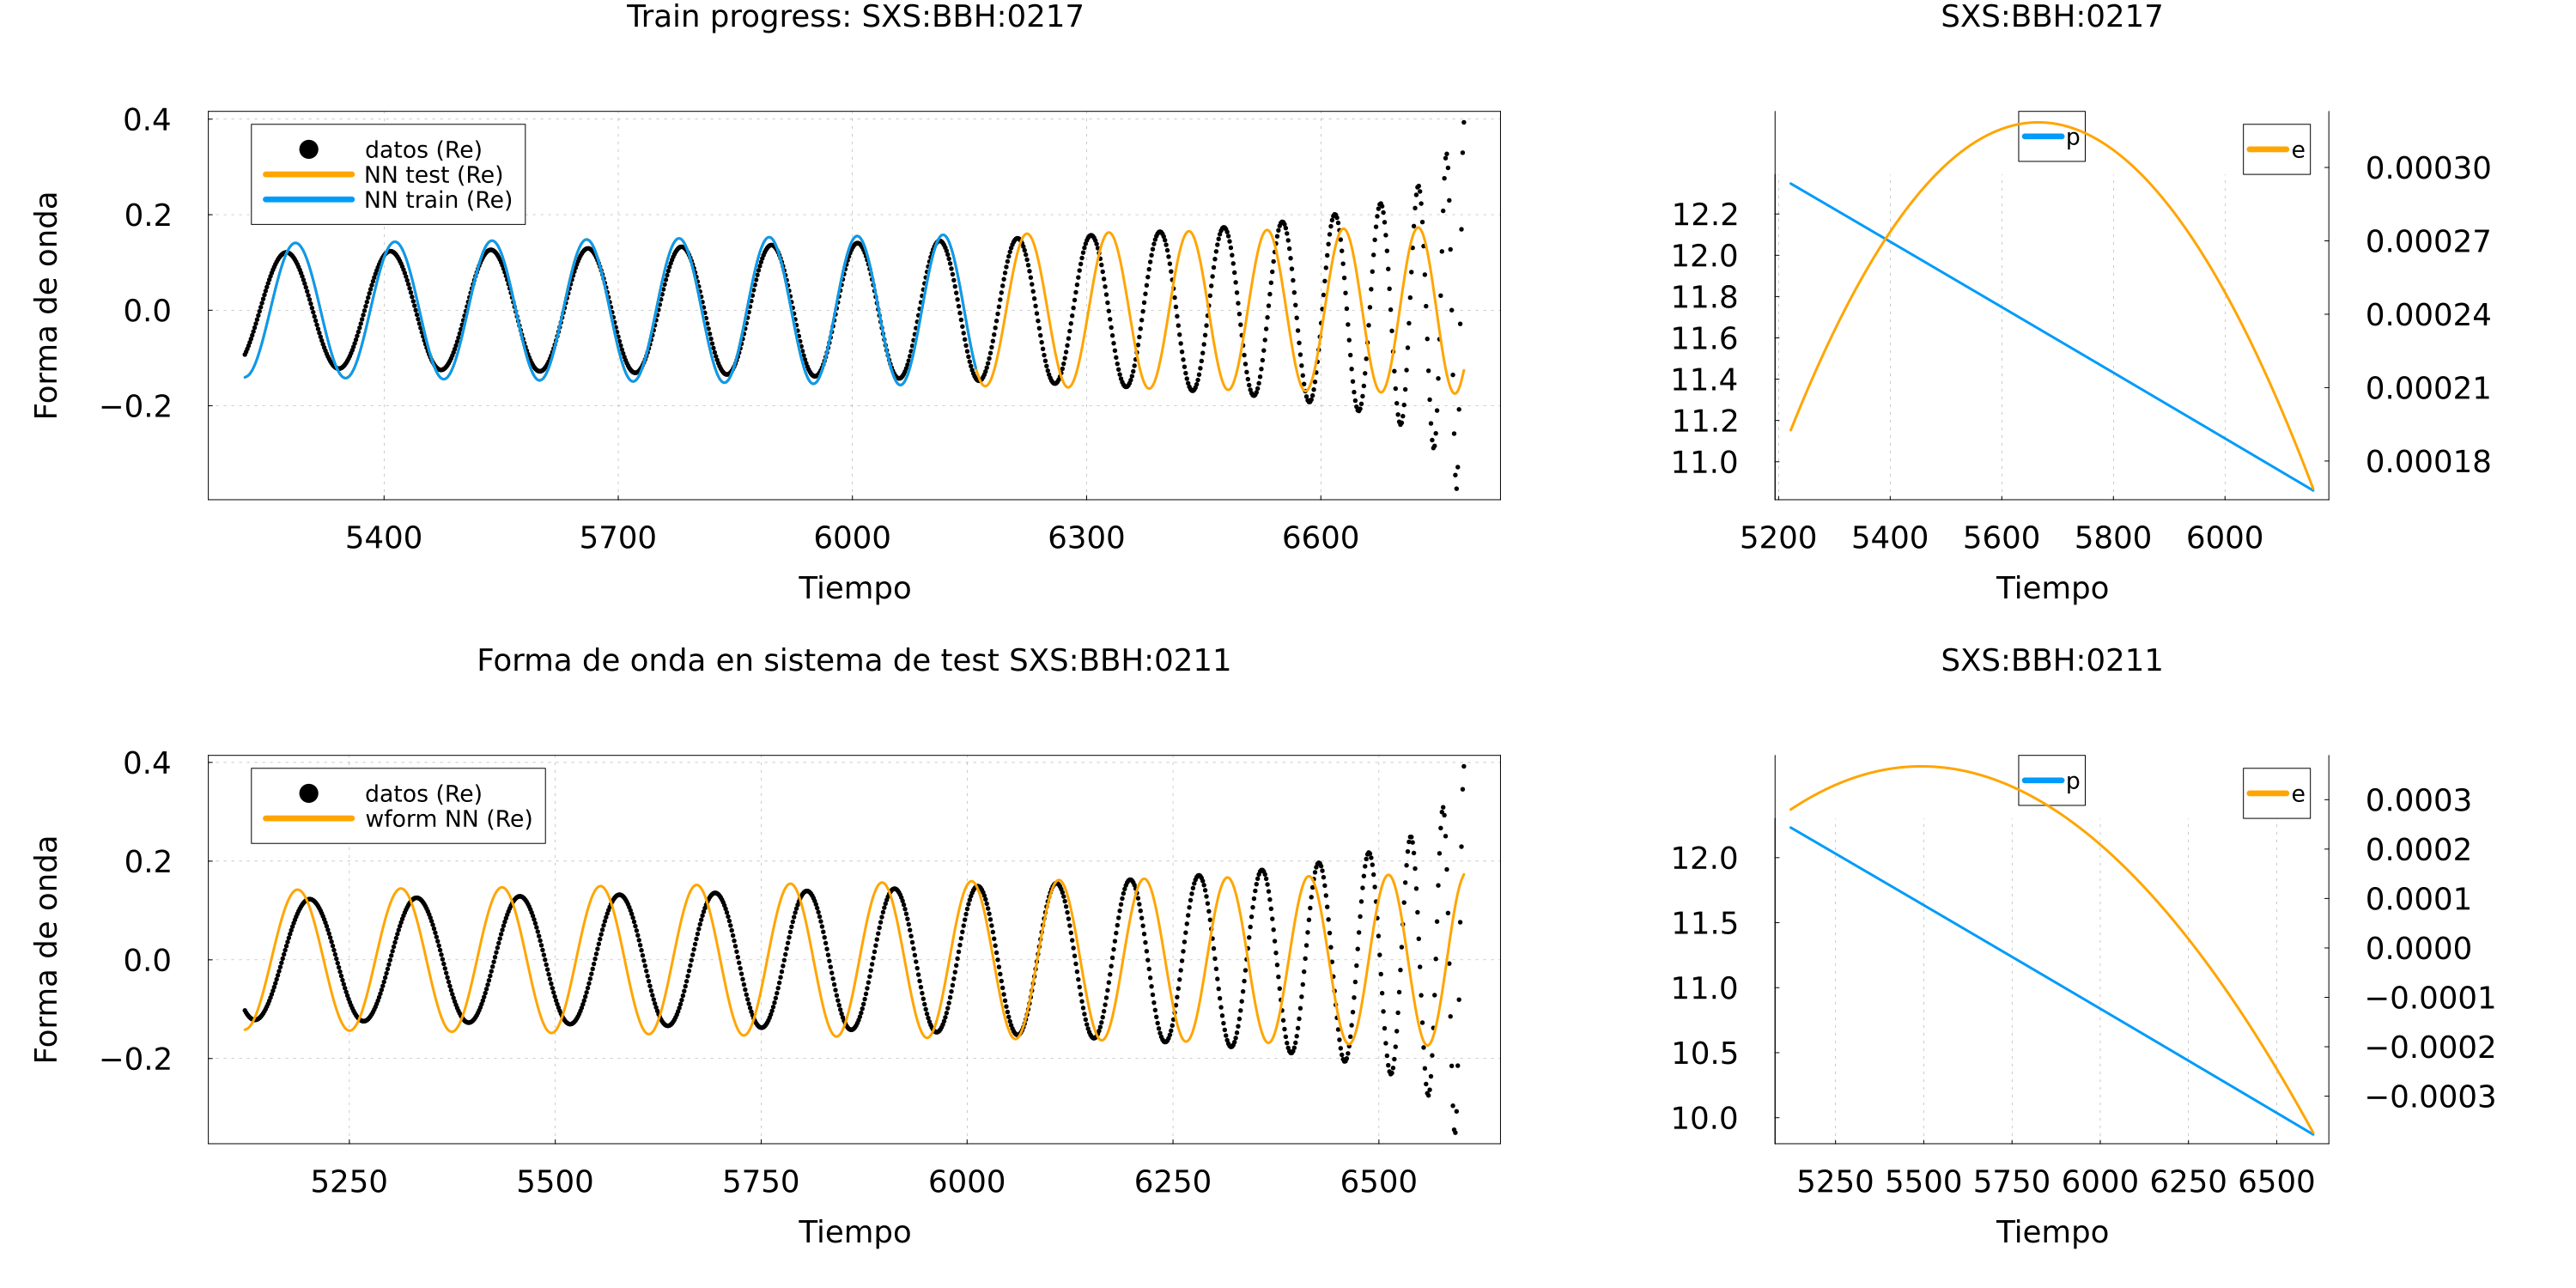 Train progress: SXS:BBH:0217
Forma de onda
0.4
0.2
0.0
−0.2
datos (Re)
NN test (Re)
NN train (Re)
5400 5700 6000 6300 6600
Tiempo
SXS:BBH:0217
12.2
12.0
11.8
11.6
11.4
11.2
11.0
p
e
0.00030
0.00027
0.00024
0.00021
0.00018
5200 5400 5600 5800 6000
Tiempo
Forma de onda en sistema de test SXS:BBH:0211
Forma de onda
0.4
0.2
0.0
−0.2
datos (Re)
wform NN (Re)
5250 5500 5750 6000 6250 6500
Tiempo
SXS:BBH:0211
12.0
11.5
11.0
10.5
10.0
p
e
0.0003
0.0002
0.0001
0.0000
−0.0001
−0.0002
−0.0003
5250 5500 5750 6000 6250 6500
Tiempo